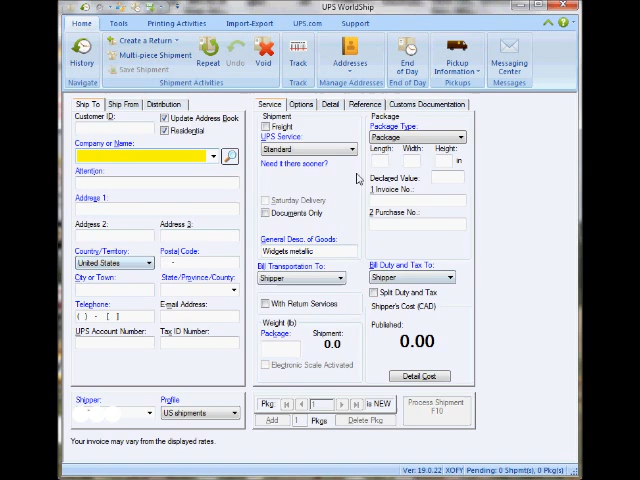 UPS WorldShip
Home Tools Printing Activities Import-Export UPS.com Support
History
Create a Return
Multi-piece Shipment
Save Shipment
Repeat
Undo
Void
Track
Addresses
End of Day
Pickup Information
Messaging Center
Navigate Shipment Activities Track Manage Addresses End of Day Pickups Messages
Ship To Ship From Distribution
Customer ID:
Update Address Book
Residential
Company or Name:
Attention:
Address 1:
Address 2: Address 3:
Country/Territory: Postal Code:
United States -
City or Town: State/Province/County:
Telephone: E-mail Address:
( ) - [ ]
UPS Account Number: Tax ID Number:
Shipper: Profile
US shipments
Your invoice may vary from the displayed rates.
Service Options Detail Reference Customs Documentation
Shipment
Freight
UPS Service:
Standard
Need it there sooner?
Saturday Delivery
Documents Only
General Desc. of Goods:
Widgets metallic
Bill Transportation To:
Shipper
With Return Services
Weight (lb)
Package: Shipment:
0.0
Electronic Scale Activated
Package
Package Type:
Package
Length: Width: Height:
in
Declared Value:
1 Invoice No.:
2 Purchase No.:
Bill Duty and Tax To:
Shipper
Split Duty and Tax
Shipper's Cost (CAD)
Published:
0.00
Detail Cost
Pkg: 1 is NEW
Add 1 Pkgs Delete Pkg
Process Shipment
F10
Ver: 19.0.22 XOFY Pending: 0 Shpmt(s), 0 Pkg(s)